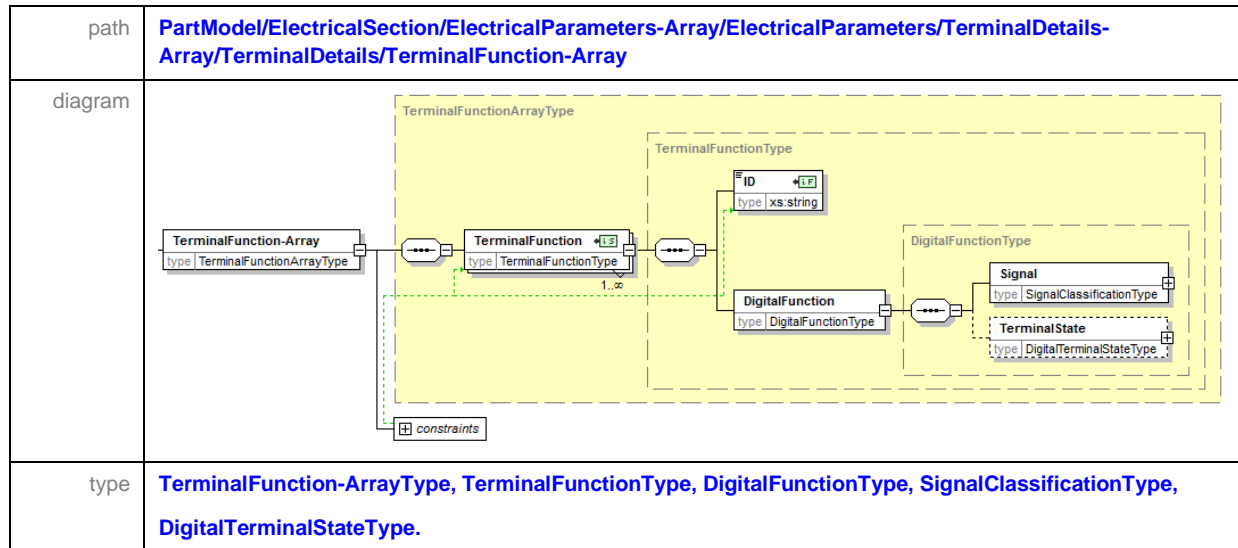 path
PartModel/ElectricalSection/ElectricalParameters-Array/ElectricalParameters/TerminalDetails-
Array/TerminalDetails/TerminalFunction-Array
diagram
TerminalFunctionArrayType
TerminalFunctionType
ID
type xs:string
DigitalFunctionType
TerminalFunction-Array
type TerminalFunctionArrayType
TerminalFunction
type TerminalFunctionType
1..∞
Signal
type SignalClassificationType
DigitalFunction
type DigitalFunctionType
TerminalState
type DigitalTerminalStateType
constraints
type
TerminalFunction-ArrayType, TerminalFunctionType, DigitalFunctionType, SignalClassificationType,
DigitalTerminalStateType.